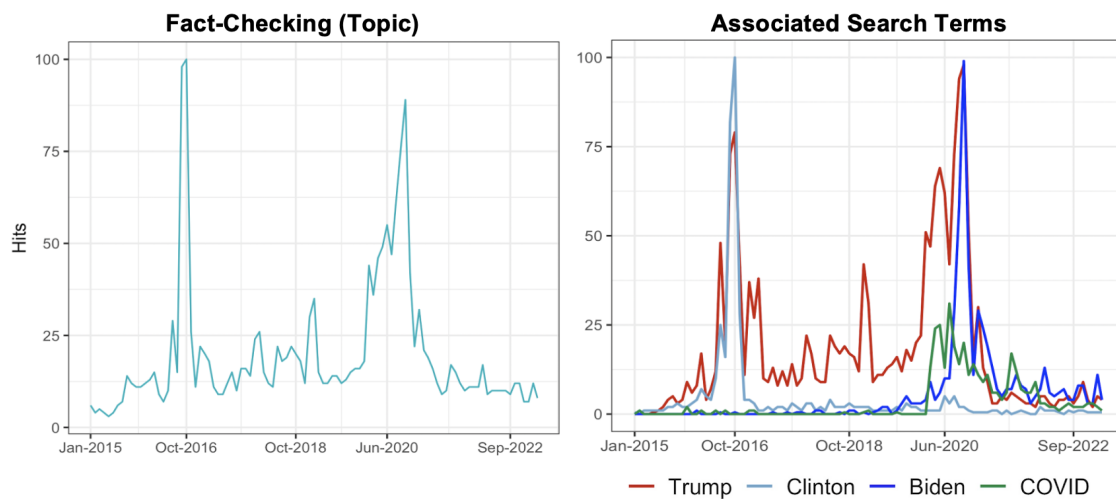 Fact-Checking (Topic)
Hits
100
75
50
25
0
Jan-2015 Oct-2016 Oct-2018 Jun-2020 Sep-2022
Associated Search Terms
100
75
50
25
0
Jan-2015 Oct-2016 Oct-2018 Jun-2020 Sep-2022
Trump Clinton Biden COVID